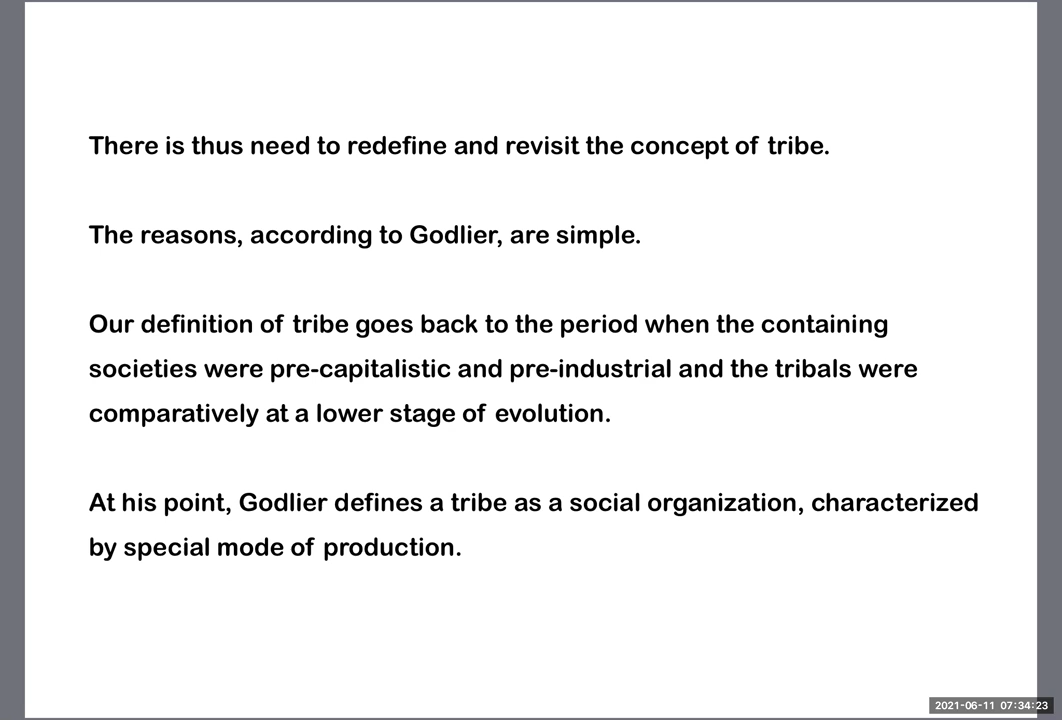 There is thus need to redefine and revisit the concept of tribe.
The reasons, according to Godlier, are simple.
Our definition of tribe goes back to the period when the containing
societies were pre-capitalistic and pre-industrial and the tribals were
comparatively at a lower stage of evolution.
At his point, Godlier defines a tribe as a social organization, characterized
by special mode of production.
2021-06-11 07:34:23